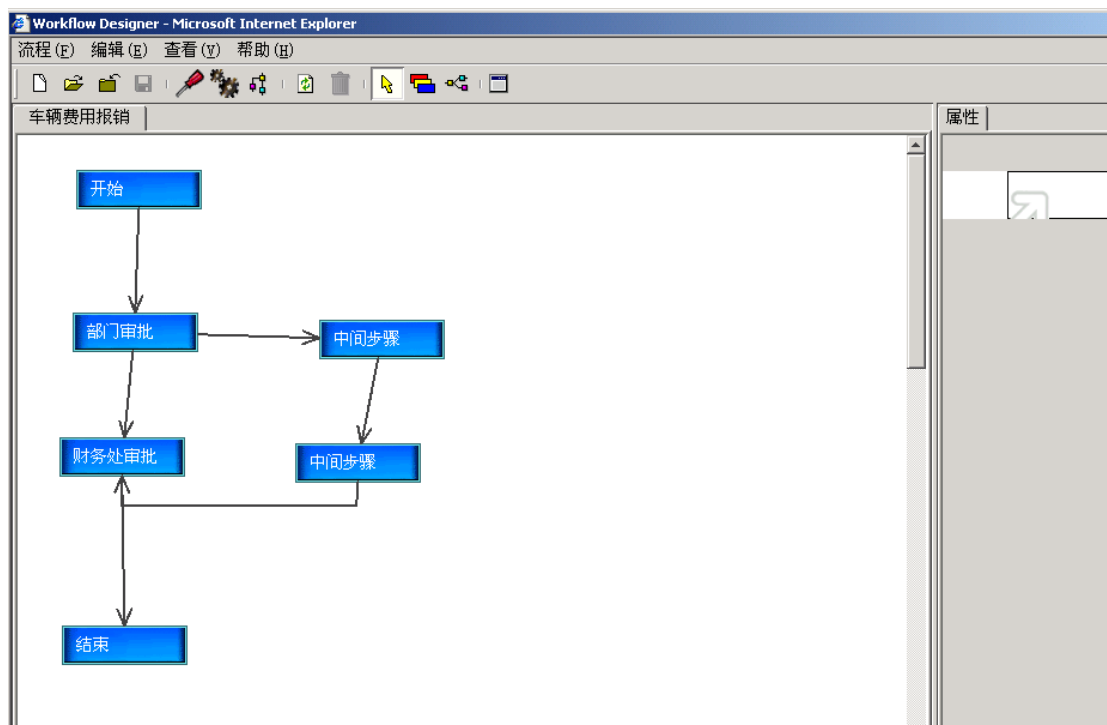 Workflow Designer - Microsoft Internet Explorer
流程(F) 编辑(E) 查看(V) 帮助(H)
车辆费用报销
属性
开始
部门审批
中间步骤
财务处审批
中间步骤
结束